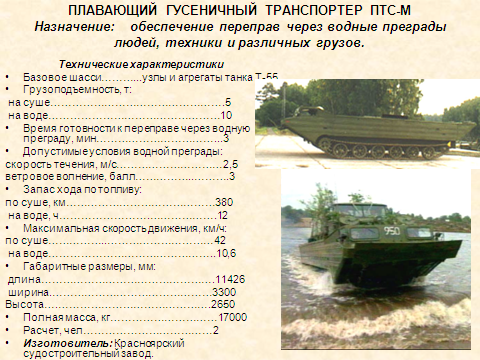 ПЛАВАЮЩИЙ ГУСЕНИЧНЫЙ ТРАНСПОРТЕР ПТС-М
Назначение: обеспечение переправ через водные преграды
людей, техники и различных грузов.
Технические характеристики
• Базовое шасси………...узлы и агрегаты танка Т-55
• Грузоподъемность, т:
на суше……………………………………5
на воде……………………………………10
• Время готовности к переправе через водную
преграду, мин…………………………..3
• Допустимые условия водной преграды:
скорость течения, м/с……………………2,5
ветровое волнение, балл…………………3
• Запас хода по топливу:
по суше, км………………………………380
на воде, ч…………………………………12
• Максимальная скорость движения, км/ч:
по суше……………………………………42
на воде……………………………………10,6
• Габаритные размеры, мм:
длина……………………………………11426
ширина…………………………………3300
Высота……………………………………2650
• Полная масса, кг………………………17000
• Расчет, чел……………………………2
• Изготовитель: Красноярский
судостроительный завод.
950